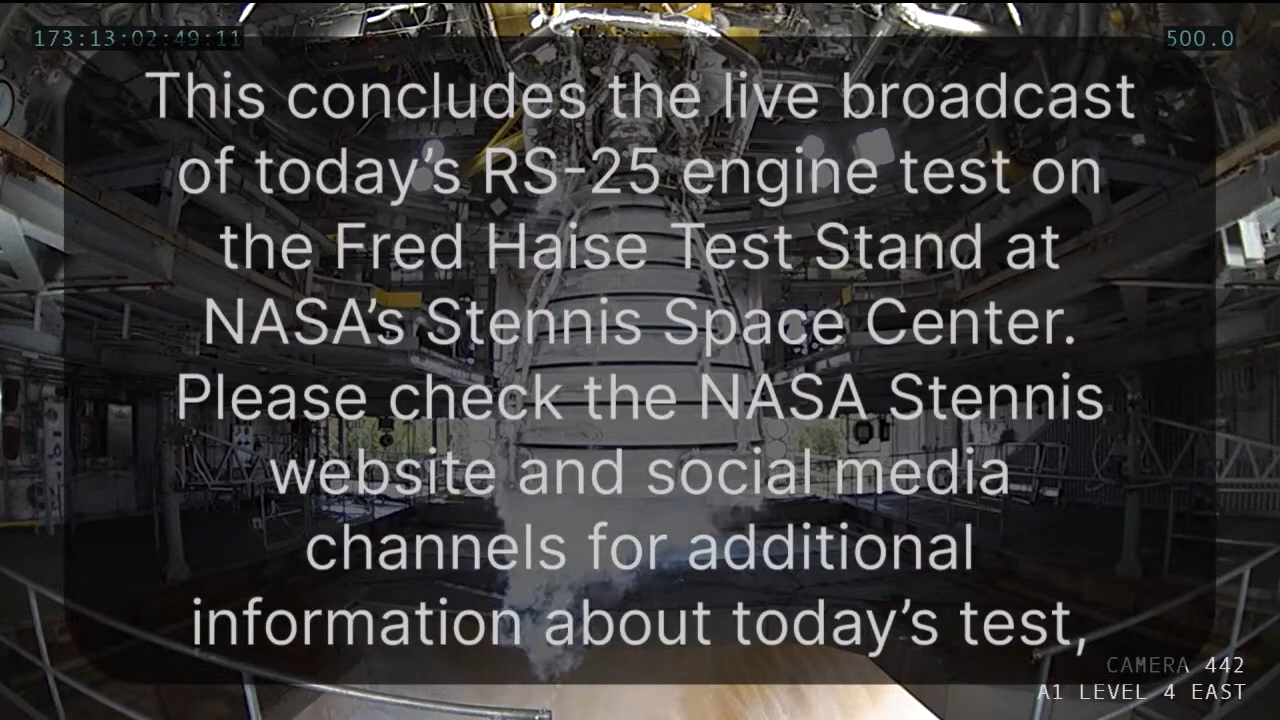 173:13:02:49:11
500.0
This concludes the live broadcast
of today’s RS-25 engine test on
the Fred Haise Test Stand at
NASA’s Stennis Space Center.
Please check the NASA Stennis
website and social media
channels for additional
information about today’s test,
CAMERA 442
A1 LEVEL 4 EAST